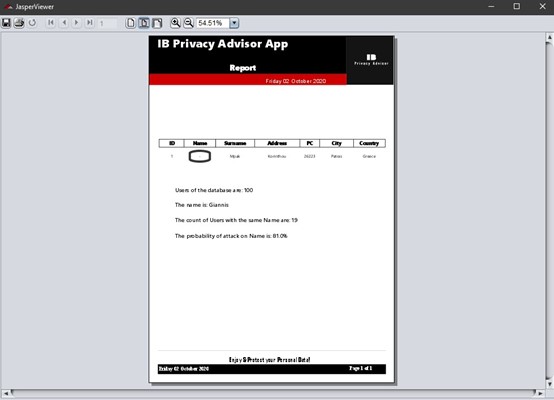 JasperViewer
1
54.51%
IB Privacy Advisor App
IB
Privacy Advisor
Report
Friday 02 October 2020
ID Name Surname Address PC City Country
1 Korinthou 26221 Patras Greece
Users of the database are: 100
The name is: Giannis
The count of Users with the same Name are: 19
The probability of attack on Name is: 81.0%
Enjoy & Protect your Personal Data!
Friday 02 October 2020 Page 1 of 1